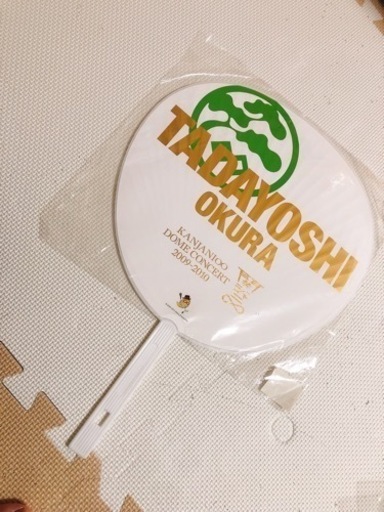 TADAYOSHI
OKURA
KANJANI∞
DOME CONCERT
2009-2010